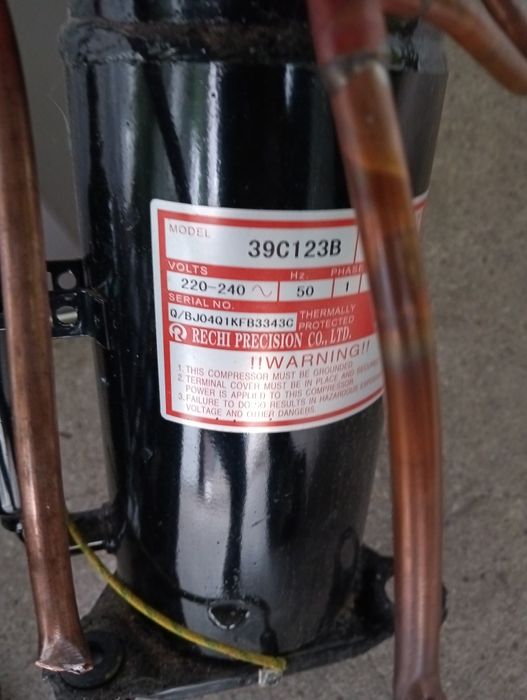 MODEL
39C123B
VOLTS Hz. PHASE
220-240 ~ 50 1
SERIAL NO.
Q/BJ04Q1KFB3343C THERMALLY
PROTECTED
R RECHI PRECISION CO., LTD.
!!WARNING!!
1. THIS COMPRESSOR MUST BE GROUNDED
2. TERMINAL COVER MUST BE IN PLACE AND SECURED
POWER IS APPLIED TO THIS COMPRESSOR
3. FAILURE TO DO SO RESULTS IN HAZARDOUS
VOLTAGE AND OTHER DANGERS